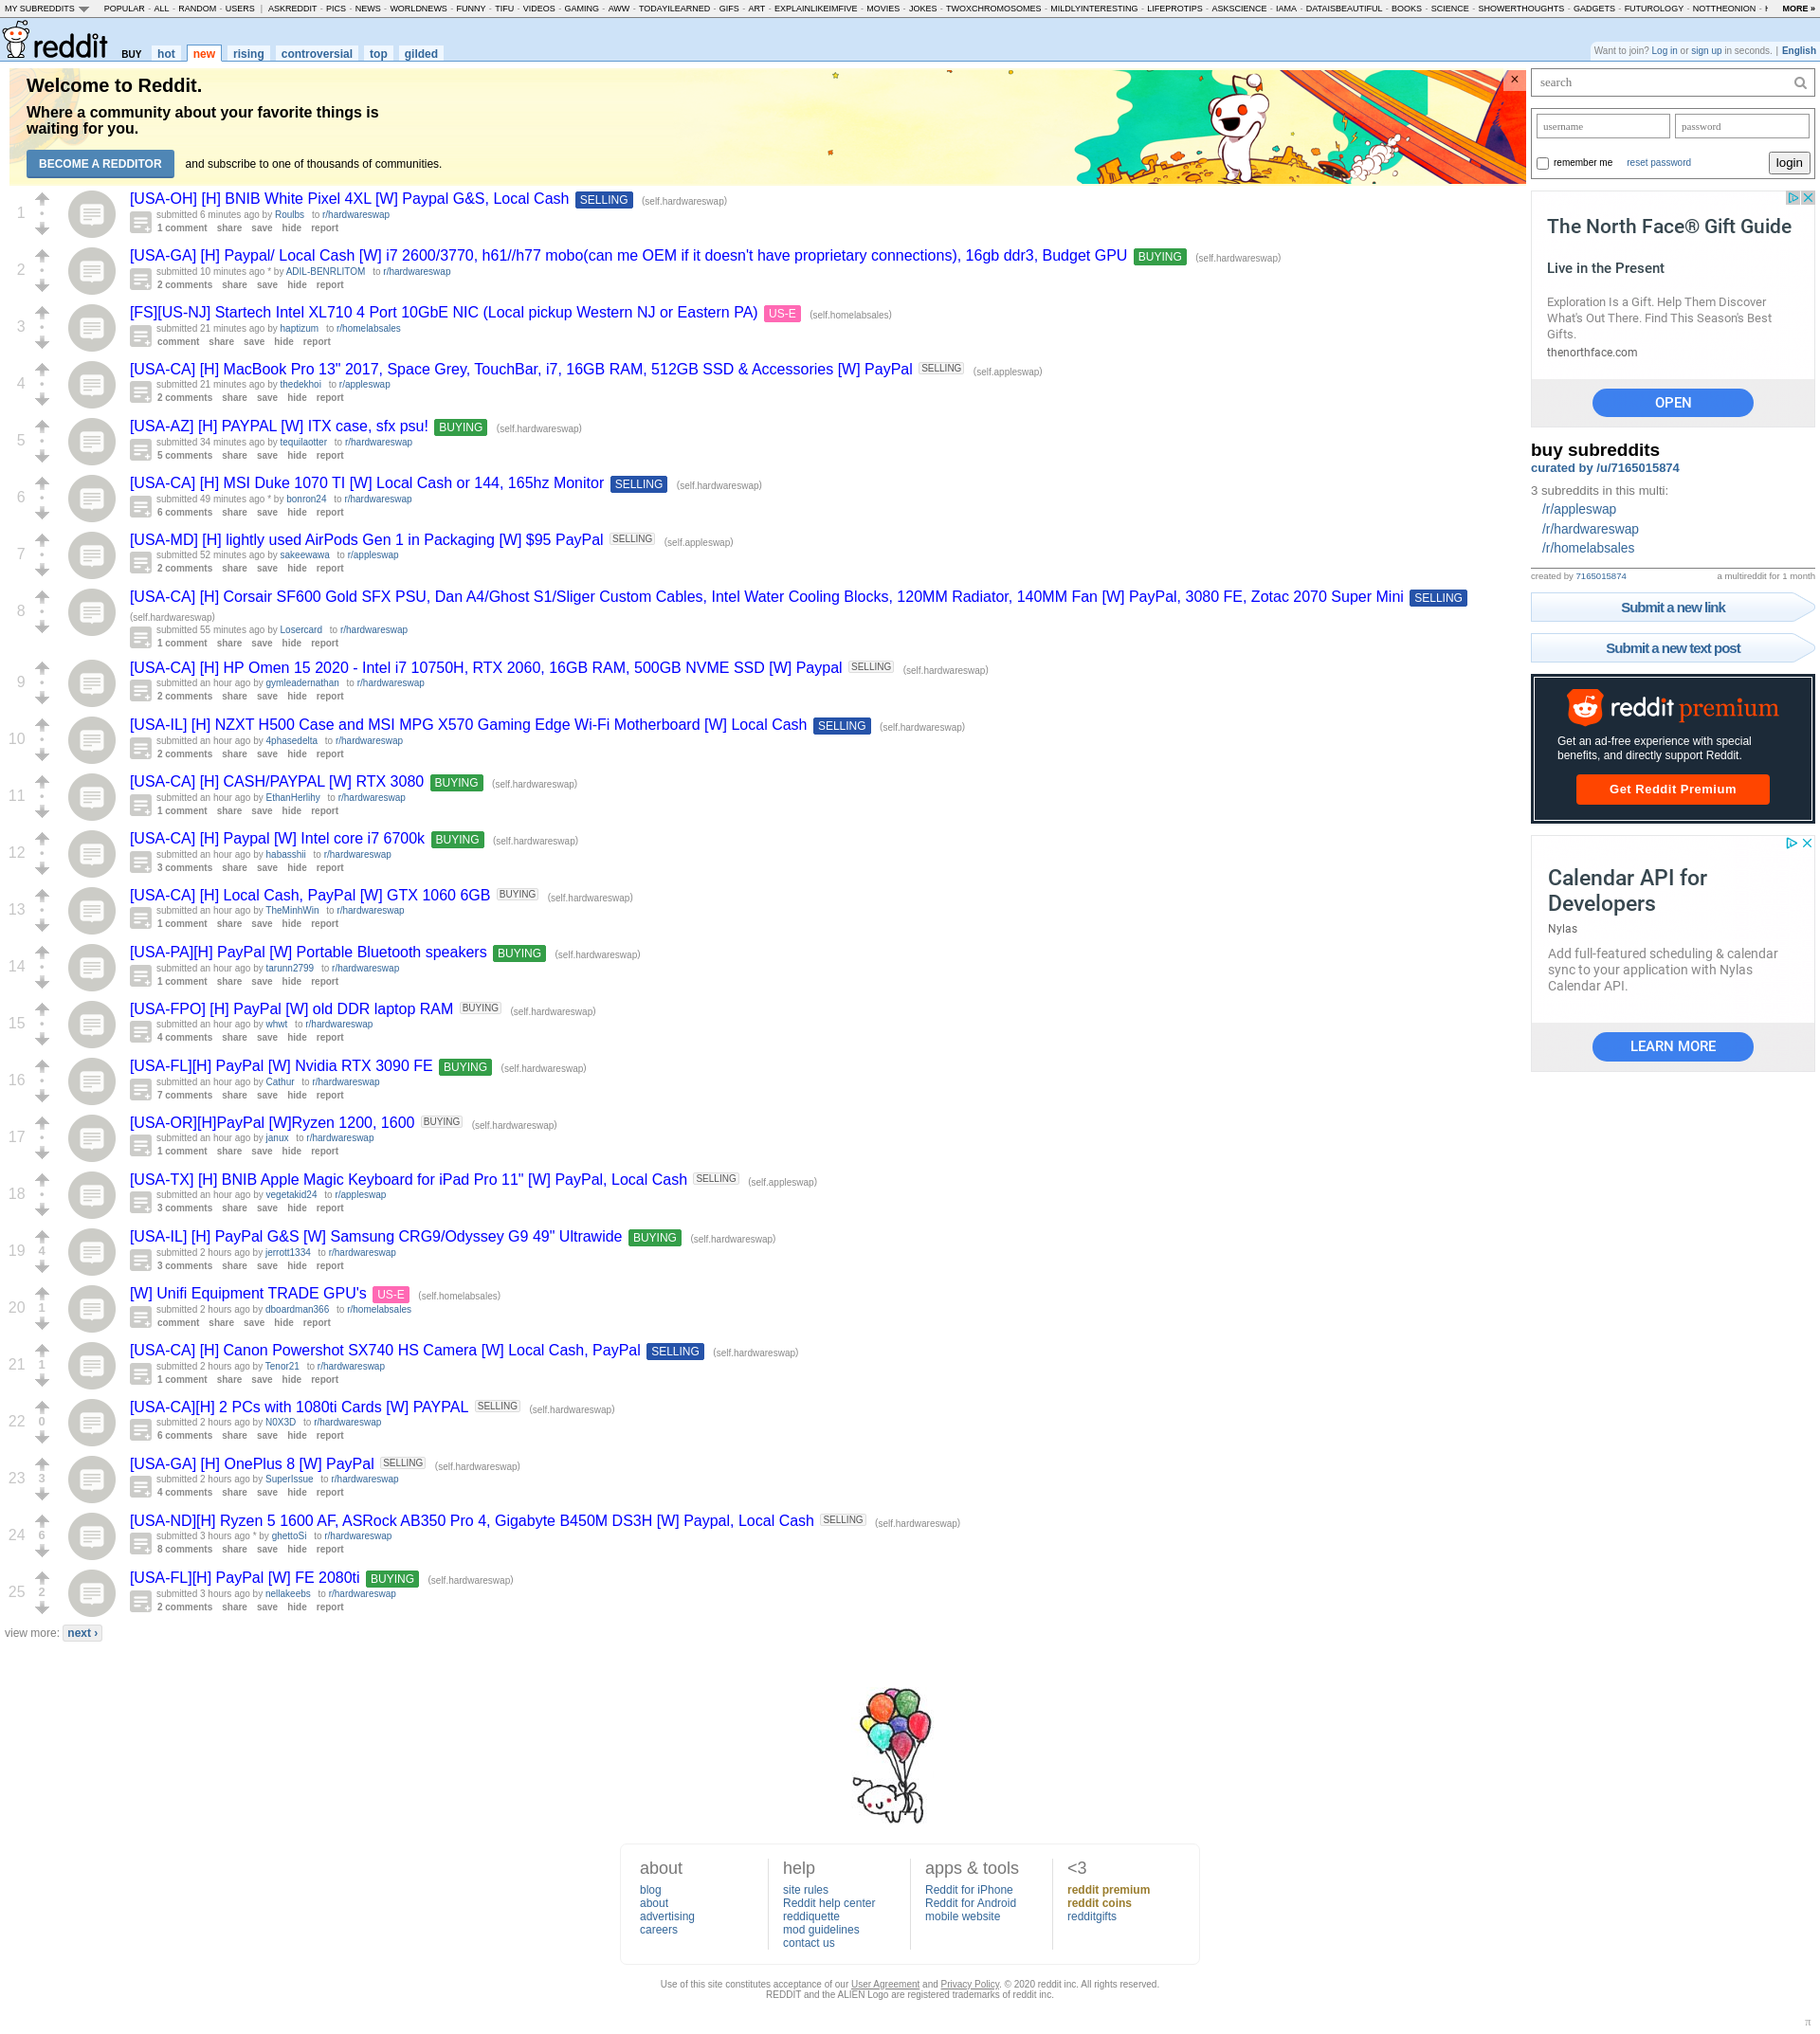 MY SUBREDDITS POPULAR - ALL - RANDOM - USERS | ASKREDDIT - PICS - NEWS - WORLDNEWS - FUNNY - TIFU - VIDEOS - GAMING - AWW - TODAYILEARNED - GIFS - ART - EXPLAINLIKEIMFIVE - MOVIES - JOKES - TWOXCHROMOSOMES - MILDLYINTERESTING - LIFEPROTIPS - ASKSCIENCE - IAMA - DATAISBEAUTIFUL - BOOKS - SCIENCE - SHOWERTHOUGHTS - GADGETS - FUTUROLOGY - NOTTHEONION - MORE »
reddit BUY hot new rising controversial top gilded
Want to join? Log in or sign up in seconds. | English
Welcome to Reddit.
Where a community about your favorite things is
waiting for you.
BECOME A REDDITOR and subscribe to one of thousands of communities.
×
1
[USA-OH] [H] BNIB White Pixel 4XL [W] Paypal G&S, Local Cash SELLING (self.hardwareswap)
submitted 6 minutes ago by Roulbs to r/hardwareswap
1 comment share save hide report
2
[USA-GA] [H] Paypal/ Local Cash [W] i7 2600/3770, h61//h77 mobo(can me OEM if it doesn't have proprietary connections), 16gb ddr3, Budget GPU BUYING (self.hardwareswap)
submitted 10 minutes ago * by ADIL-BENRLITOM to r/hardwareswap
2 comments share save hide report
3
[FS][US-NJ] Startech Intel XL710 4 Port 10GbE NIC (Local pickup Western NJ or Eastern PA) US-E (self.homelabsales)
submitted 21 minutes ago by haptizum to r/homelabsales
comment share save hide report
4
[USA-CA] [H] MacBook Pro 13" 2017, Space Grey, TouchBar, i7, 16GB RAM, 512GB SSD & Accessories [W] PayPal SELLING (self.appleswap)
submitted 21 minutes ago by thedekhoi to r/appleswap
2 comments share save hide report
5
[USA-AZ] [H] PAYPAL [W] ITX case, sfx psu! BUYING (self.hardwareswap)
submitted 34 minutes ago by tequilaotter to r/hardwareswap
5 comments share save hide report
6
[USA-CA] [H] MSI Duke 1070 TI [W] Local Cash or 144, 165hz Monitor SELLING (self.hardwareswap)
submitted 49 minutes ago * by bonron24 to r/hardwareswap
6 comments share save hide report
7
[USA-MD] [H] lightly used AirPods Gen 1 in Packaging [W] $95 PayPal SELLING (self.appleswap)
submitted 52 minutes ago by sakeewawa to r/appleswap
2 comments share save hide report
8
[USA-CA] [H] Corsair SF600 Gold SFX PSU, Dan A4/Ghost S1/Sliger Custom Cables, Intel Water Cooling Blocks, 120MM Radiator, 140MM Fan [W] PayPal, 3080 FE, Zotac 2070 Super Mini SELLING
(self.hardwareswap)
submitted 55 minutes ago by Losercard to r/hardwareswap
1 comment share save hide report
9
[USA-CA] [H] HP Omen 15 2020 - Intel i7 10750H, RTX 2060, 16GB RAM, 500GB NVME SSD [W] Paypal SELLING (self.hardwareswap)
submitted an hour ago by gymleadernathan to r/hardwareswap
2 comments share save hide report
10
[USA-IL] [H] NZXT H500 Case and MSI MPG X570 Gaming Edge Wi-Fi Motherboard [W] Local Cash SELLING (self.hardwareswap)
submitted an hour ago by 4phasedelta to r/hardwareswap
2 comments share save hide report
11
[USA-CA] [H] CASH/PAYPAL [W] RTX 3080 BUYING (self.hardwareswap)
submitted an hour ago by EthanHerlihy to r/hardwareswap
1 comment share save hide report
12
[USA-CA] [H] Paypal [W] Intel core i7 6700k BUYING (self.hardwareswap)
submitted an hour ago by habasshii to r/hardwareswap
3 comments share save hide report
13
[USA-CA] [H] Local Cash, PayPal [W] GTX 1060 6GB BUYING (self.hardwareswap)
submitted an hour ago by TheMinhWin to r/hardwareswap
1 comment share save hide report
14
[USA-PA][H] PayPal [W] Portable Bluetooth speakers BUYING (self.hardwareswap)
submitted an hour ago by tarunn2799 to r/hardwareswap
1 comment share save hide report
15
[USA-FPO] [H] PayPal [W] old DDR laptop RAM BUYING (self.hardwareswap)
submitted an hour ago by whwt to r/hardwareswap
4 comments share save hide report
16
[USA-FL][H] PayPal [W] Nvidia RTX 3090 FE BUYING (self.hardwareswap)
submitted an hour ago by Cathur to r/hardwareswap
7 comments share save hide report
17
[USA-OR][H]PayPal [W]Ryzen 1200, 1600 BUYING (self.hardwareswap)
submitted an hour ago by janux to r/hardwareswap
1 comment share save hide report
18
[USA-TX] [H] BNIB Apple Magic Keyboard for iPad Pro 11" [W] PayPal, Local Cash SELLING (self.appleswap)
submitted an hour ago by vegetakid24 to r/appleswap
3 comments share save hide report
19 4
[USA-IL] [H] PayPal G&S [W] Samsung CRG9/Odyssey G9 49" Ultrawide BUYING (self.hardwareswap)
submitted 2 hours ago by jerrott1334 to r/hardwareswap
3 comments share save hide report
20 1
[W] Unifi Equipment TRADE GPU's US-E (self.homelabsales)
submitted 2 hours ago by dboardman366 to r/homelabsales
comment share save hide report
21 1
[USA-CA] [H] Canon Powershot SX740 HS Camera [W] Local Cash, PayPal SELLING (self.hardwareswap)
submitted 2 hours ago by Tenor21 to r/hardwareswap
1 comment share save hide report
22 0
[USA-CA][H] 2 PCs with 1080ti Cards [W] PAYPAL SELLING (self.hardwareswap)
submitted 2 hours ago by N0X3D to r/hardwareswap
6 comments share save hide report
23 3
[USA-GA] [H] OnePlus 8 [W] PayPal SELLING (self.hardwareswap)
submitted 2 hours ago by SuperIssue to r/hardwareswap
4 comments share save hide report
24 6
[USA-ND][H] Ryzen 5 1600 AF, ASRock AB350 Pro 4, Gigabyte B450M DS3H [W] Paypal, Local Cash SELLING (self.hardwareswap)
submitted 3 hours ago * by ghettoSi to r/hardwareswap
8 comments share save hide report
25 2
[USA-FL][H] PayPal [W] FE 2080ti BUYING (self.hardwareswap)
submitted 3 hours ago by nellakeebs to r/hardwareswap
2 comments share save hide report
view more: next ›
search
username password
remember me reset password login
The North Face® Gift Guide
Live in the Present
Exploration Is a Gift. Help Them Discover
What's Out There. Find This Season's Best
Gifts.
thenorthface.com
OPEN
buy subreddits
curated by /u/7165015874
3 subreddits in this multi:
/r/appleswap
/r/hardwareswap
/r/homelabsales
created by 7165015874 a multireddit for 1 month
Submit a new link
Submit a new text post
reddit premium
Get an ad-free experience with special
benefits, and directly support Reddit.
Get Reddit Premium
Calendar API for
Developers
Nylas
Add full-featured scheduling & calendar
sync to your application with Nylas
Calendar API.
LEARN MORE
about
blog
about
advertising
careers
help
site rules
Reddit help center
reddiquette
mod guidelines
contact us
apps & tools
Reddit for iPhone
Reddit for Android
mobile website
<3
reddit premium
reddit coins
redditgifts
Use of this site constitutes acceptance of our User Agreement and Privacy Policy. © 2020 reddit inc. All rights reserved.
REDDIT and the ALIEN Logo are registered trademarks of reddit inc.
π